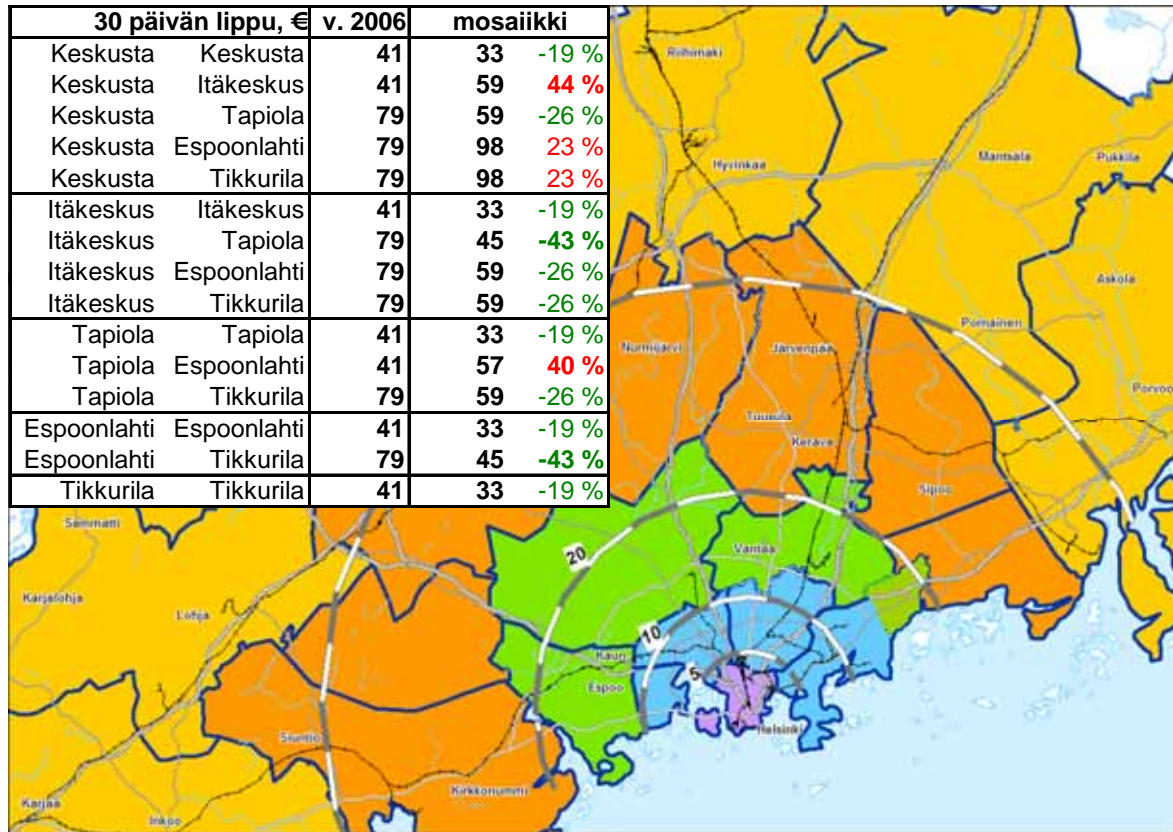 30 päivän lippu, € v. 2006 mosaiikki
Keskusta Keskusta 41 33 -19 %
Keskusta Itäkeskus 41 59 44 %
Keskusta Tapiola 79 59 -26 %
Keskusta Espoonlahti 79 98 23 %
Keskusta Tikkurila 79 98 23 %
Itäkeskus Itäkeskus 41 33 -19 %
Itäkeskus Tapiola 79 45 -43 %
Itäkeskus Espoonlahti 79 59 -26 %
Itäkeskus Tikkurila 79 59 -26 %
Tapiola Tapiola 41 33 -19 %
Tapiola Espoonlahti 41 57 40 %
Tapiola Tikkurila 79 59 -26 %
Espoonlahti Espoonlahti 41 33 -19 %
Espoonlahti Tikkurila 79 45 -43 %
Tikkurila Tikkurila 41 33 -19 %
Riihimäki
Hyvinkää
Mäntsälä
Pukkila
Askola
Pornainen
Porvoo
Nurmijärvi
Järvenpää
Tuusula
Kerava
Sipoo
Sammatti
Vantaa
20
Karjalohja
Lohja
10
Kaun
5
Espoo
Helsinki
Siuntio
Kirkkonummi
Karjaa
Inkoo